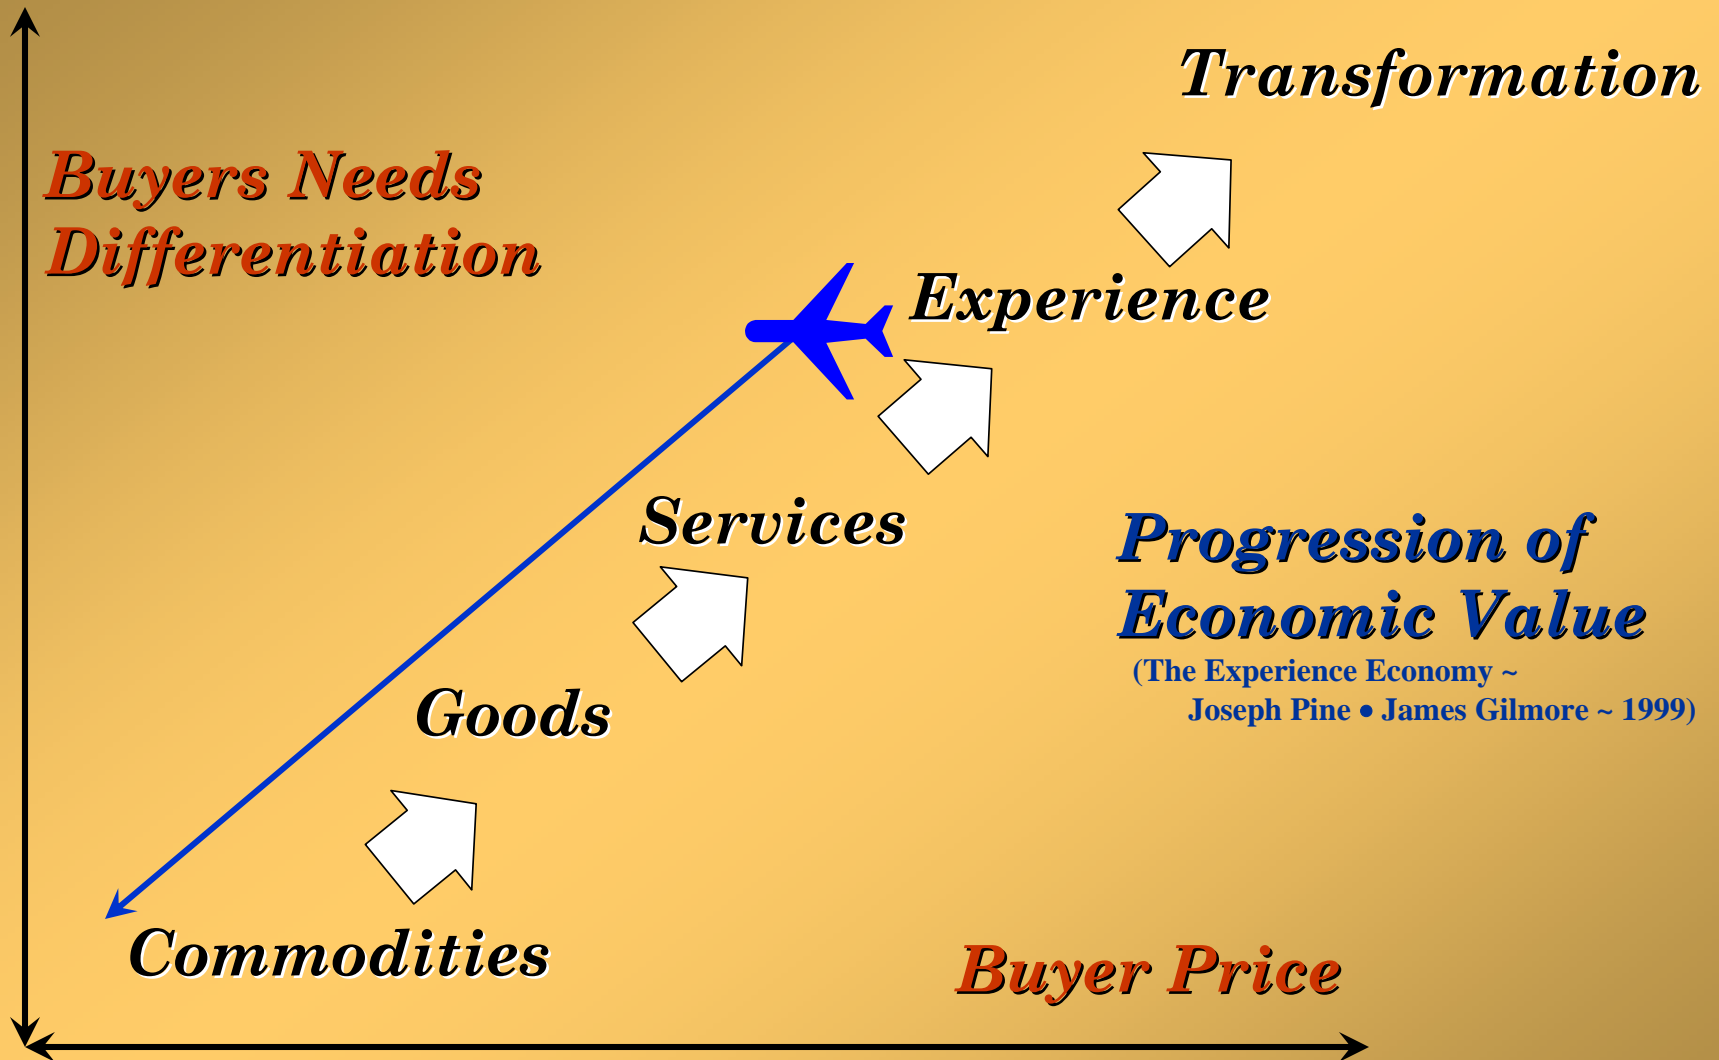 Transformation
Buyers Needs
Differentiation
Experience
Services
Progression of
Economic Value
(The Experience Economy ~
Joseph Pine • James Gilmore ~ 1999)
Goods
Commodities
Buyer Price